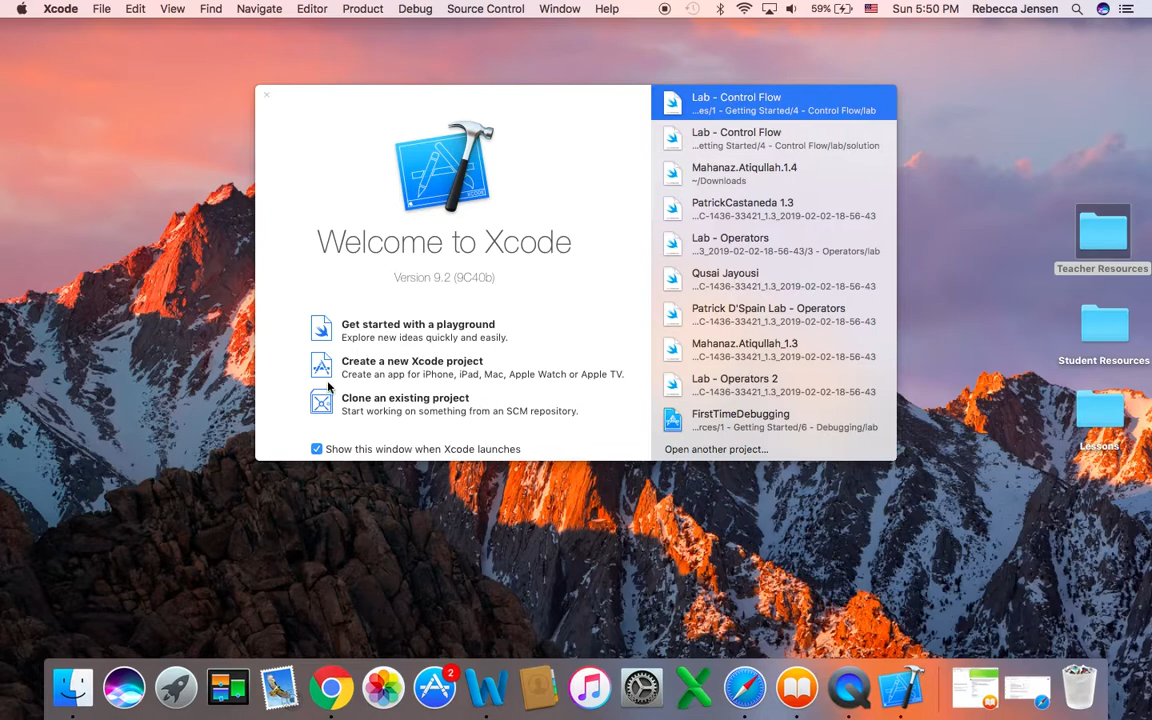 Xcode File Edit View Find Navigate Editor Product Debug Source Control Window Help 59% Sun 5:50 PM Rebecca Jensen
Welcome to Xcode
Version 9.2 (9C40b)
Get started with a playground
Explore new ideas quickly and easily.
Create a new Xcode project
Create an app for iPhone, iPad, Mac, Apple Watch or Apple TV.
Clone an existing project
Start working on something from an SCM repository.
Show this window when Xcode launches
Lab - Control Flow
...es/1 - Getting Started/4 - Control Flow/lab
Lab - Control Flow
...etting Started/4 - Control Flow/lab/solution
Mahanaz.Atiqullah.1.4
~/Downloads
PatrickCastaneda 1.3
...C-1436-33421_1.3_2019-02-02-18-56-43
Lab - Operators
...3_2019-02-02-18-56-43/3 - Operators/lab
Qusai Jayousi
...C-1436-33421_1.3_2019-02-02-18-56-43
Patrick D'Spain Lab - Operators
...C-1436-33421_1.3_2019-02-02-18-56-43
Mahanaz.Atiqullah_1.3
...C-1436-33421_1.3_2019-02-02-18-56-43
Lab - Operators 2
...C-1436-33421_1.3_2019-02-02-18-56-43
FirstTimeDebugging
...rces/1 - Getting Started/6 - Debugging/lab
Open another project...
Teacher Resources
Student Resources
Lessons
2